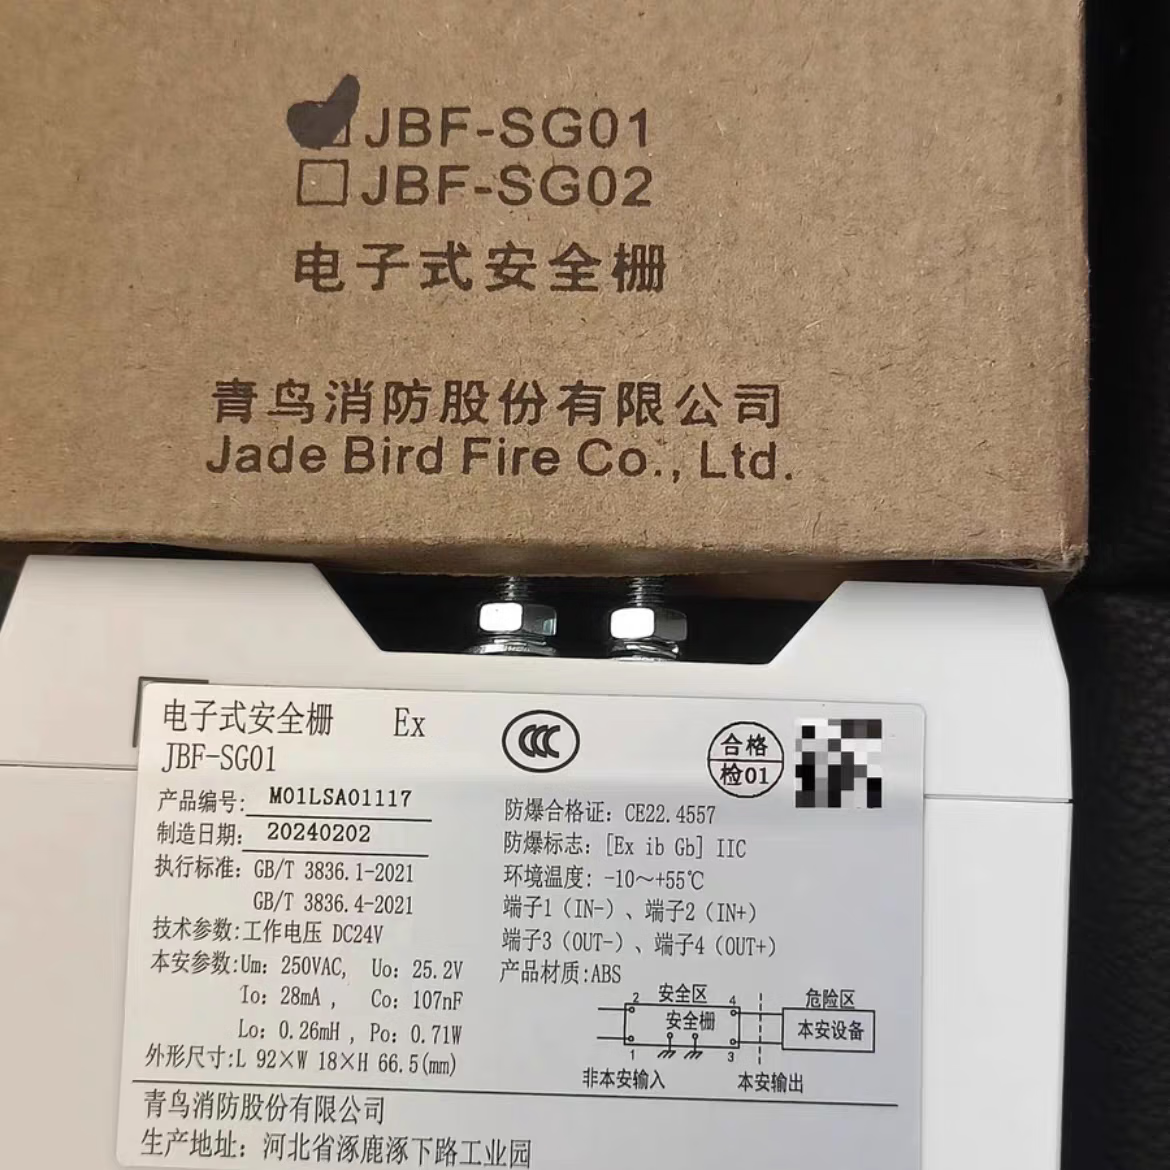 JBF-SG01
JBF-SG02
电子式安全栅
青鸟消防股份有限公司
Jade Bird Fire Co., Ltd.
电子式安全栅 Ex
JBF-SG01
CCC
合格
检01
产品编号: M01LSA01117
制造日期: 20240202
执行标准: GB/T 3836.1-2021
GB/T 3836.4-2021
技术参数:工作电压 DC24V
本安参数:Um: 250VAC, Uo: 25.2V
Io: 28mA , Co: 107nF
Lo: 0.26mH , Po: 0.71W
外形尺寸:L 92×W 18×H 66.5(mm)
防爆合格证: CE22.4557
防爆标志: [Ex ib Gb] IIC
环境温度: -10～+55℃
端子1（IN-）、端子2（IN+）
端子3（OUT-）、端子4（OUT+）
产品材质:ABS
2 安全区 4 危险区
安全栅 本安设备
1 3
非本安输入 本安输出
青鸟消防股份有限公司
生产地址: 河北省涿鹿涿下路工业园